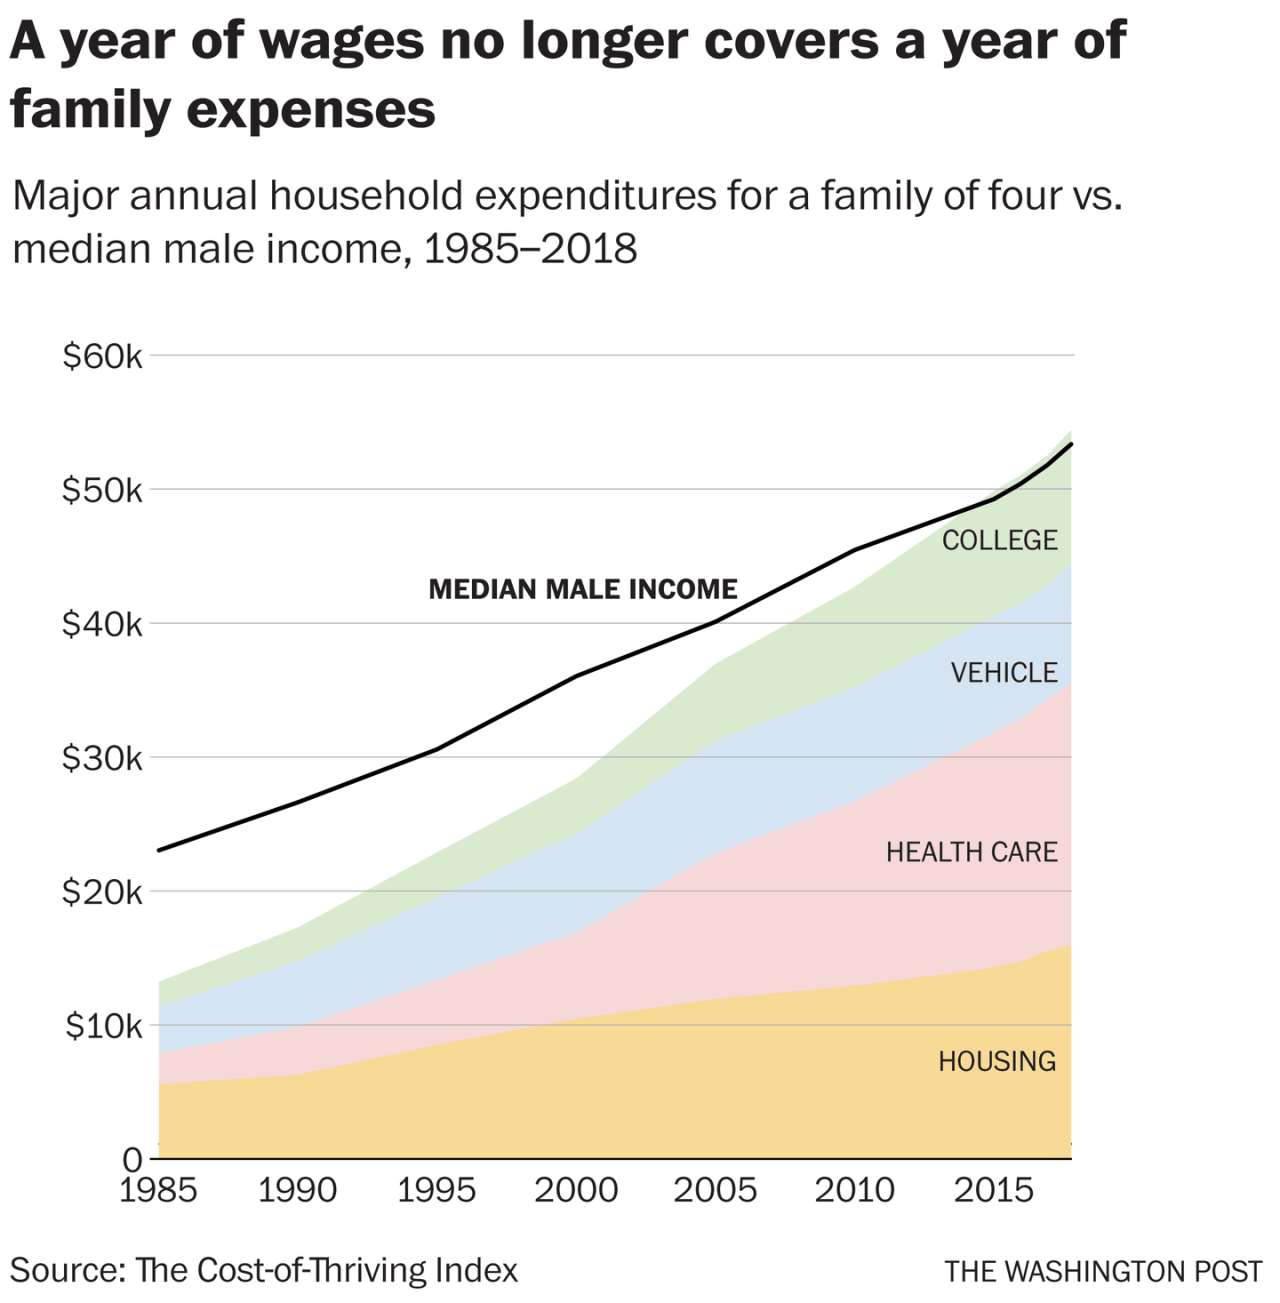 A year of wages no longer covers a year of
family expenses
Major annual household expenditures for a family of four vs.
median male income, 1985–2018
$60k
$50k
COLLEGE
MEDIAN MALE INCOME
$40k
VEHICLE
$30k
HEALTH CARE
$20k
$10k
HOUSING
0
1985 1990 1995 2000 2005 2010 2015
Source: The Cost-of-Thriving Index
THE WASHINGTON POST